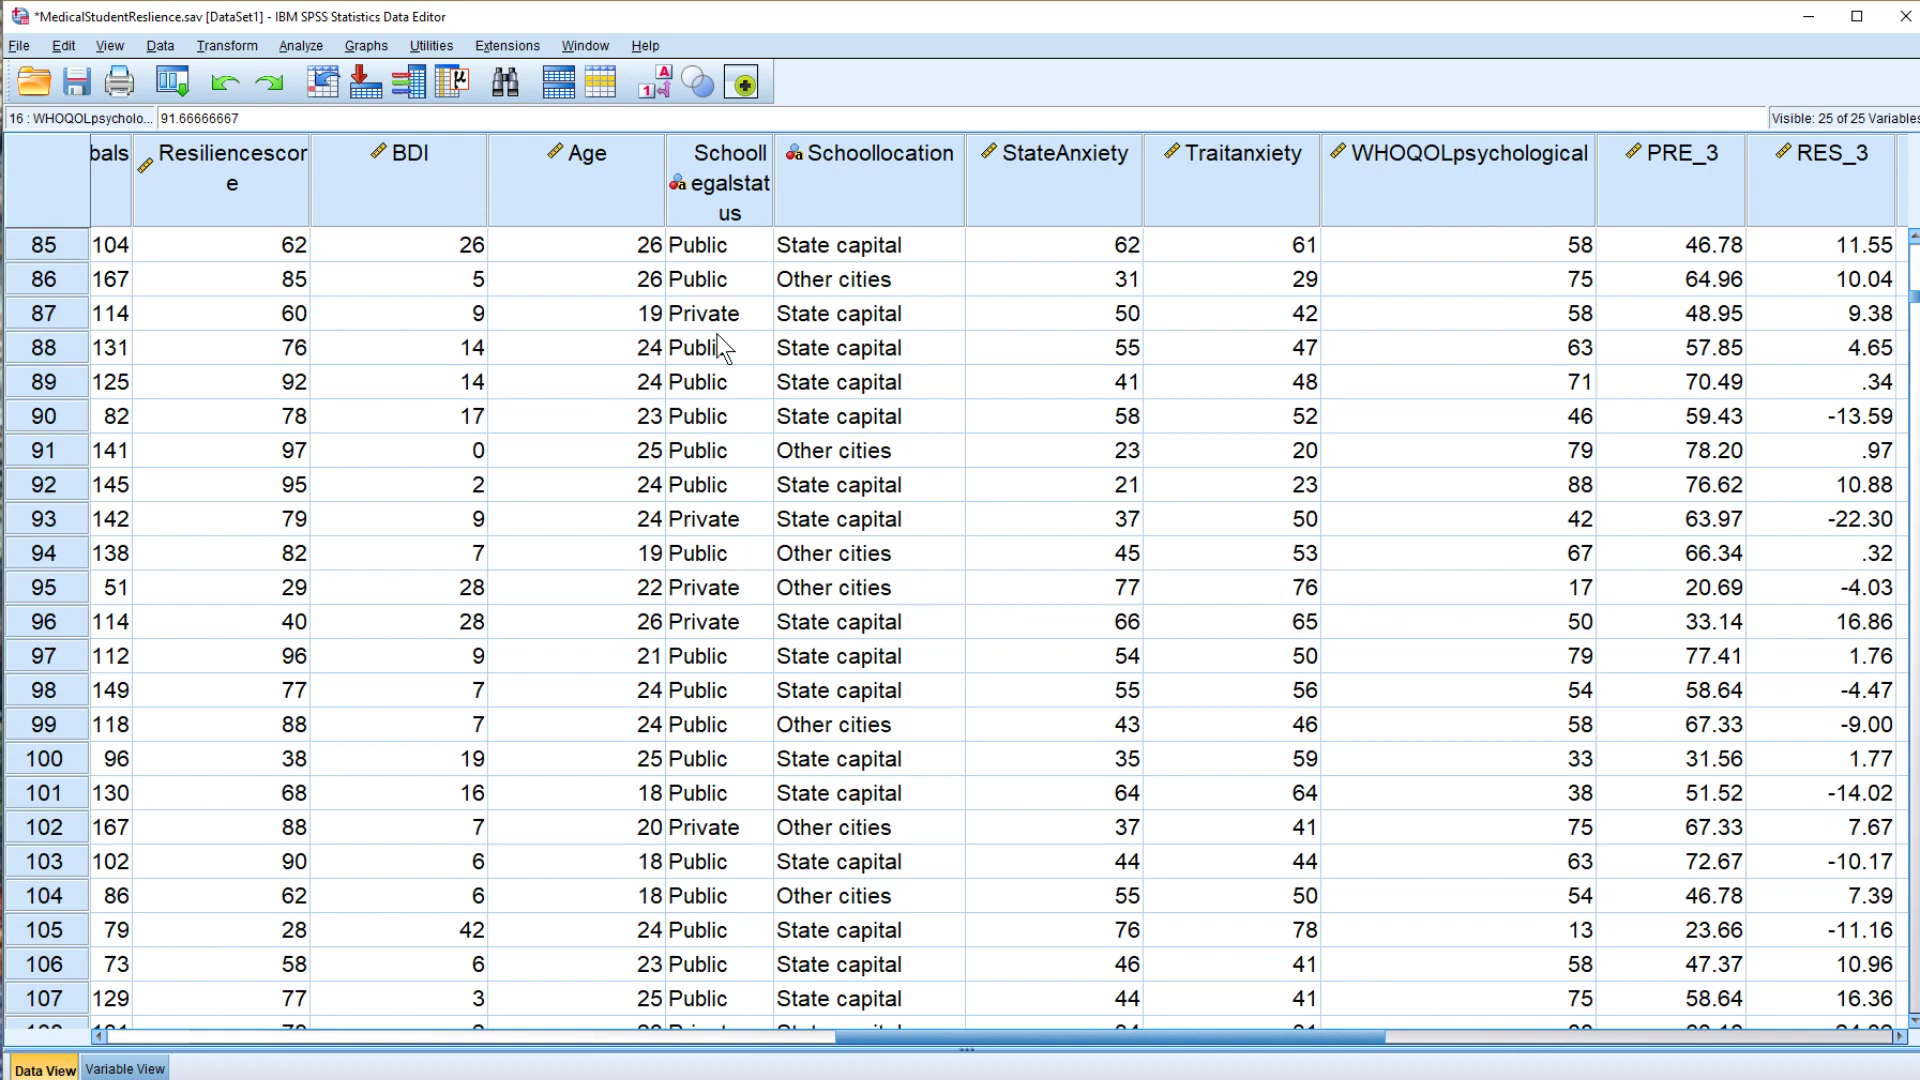 *MedicalStudentReslience.sav [DataSet1] - IBM SPSS Statistics Data Editor
File Edit View Data Transform Analyze Graphs Utilities Extensions Window Help
16 : WHOQOLpsycholo... 91.66666667 Visible: 25 of 25 Variables
bals Resiliencescore BDI Age Schoollegalstatus Schoollocation StateAnxiety Traitanxiety WHOQOLpsychological PRE_3 RES_3
85 104 62 26 26 Public State capital 62 61 58 46.78 11.55
86 167 85 5 26 Public Other cities 31 29 75 64.96 10.04
87 114 60 9 19 Private State capital 50 42 58 48.95 9.38
88 131 76 14 24 Public State capital 55 47 63 57.85 4.65
89 125 92 14 24 Public State capital 41 48 71 70.49 .34
90 82 78 17 23 Public State capital 58 52 46 59.43 -13.59
91 141 97 0 25 Public Other cities 23 20 79 78.20 .97
92 145 95 2 24 Public State capital 21 23 88 76.62 10.88
93 142 79 9 24 Private State capital 37 50 42 63.97 -22.30
94 138 82 7 19 Public Other cities 45 53 67 66.34 .32
95 51 29 28 22 Private Other cities 77 76 17 20.69 -4.03
96 114 40 28 26 Private State capital 66 65 50 33.14 16.86
97 112 96 9 21 Public State capital 54 50 79 77.41 1.76
98 149 77 7 24 Public State capital 55 56 54 58.64 -4.47
99 118 88 7 24 Public Other cities 43 46 58 67.33 -9.00
100 96 38 19 25 Public State capital 35 59 33 31.56 1.77
101 130 68 16 18 Public State capital 64 64 38 51.52 -14.02
102 167 88 7 20 Private Other cities 37 41 75 67.33 7.67
103 102 90 6 18 Public State capital 44 44 63 72.67 -10.17
104 86 62 6 18 Public Other cities 55 50 54 46.78 7.39
105 79 28 42 24 Public State capital 76 78 13 23.66 -11.16
106 73 58 6 23 Public State capital 46 41 58 47.37 10.96
107 129 77 3 25 Public State capital 44 41 75 58.64 16.36
Data View Variable View